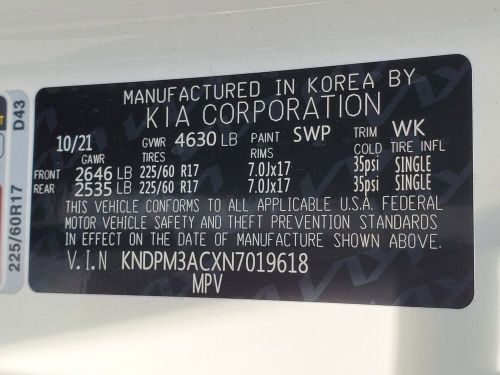 MANUFACTURED IN KOREA BY
KIA CORPORATION
10/21 GVWR 4630 LB PAINT SWP TRIM WK
GAWR TIRES RIMS COLD TIRE INFL
FRONT 2646 LB 225/60 R17 7.0Jx17 35psi SINGLE
REAR 2535 LB 225/60 R17 7.0Jx17 35psi SINGLE
THIS VEHICLE CONFORMS TO ALL APPLICABLE U.S.A. FEDERAL
MOTOR VEHICLE SAFETY AND THEFT PREVENTION STANDARDS
IN EFFECT ON THE DATE OF MANUFACTURE SHOWN ABOVE.
V.I.N KNDPM3ACXN7019618
MPV
D43
225/60R17